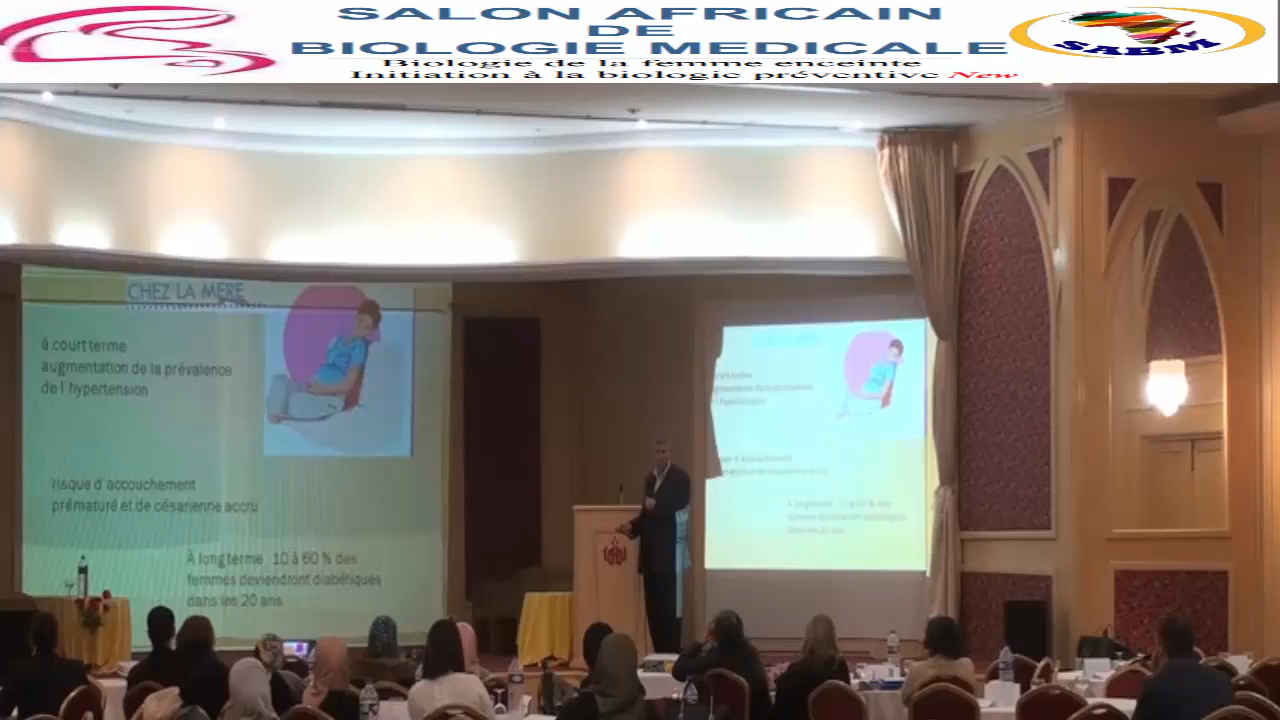 SALON AFRICAIN
DE
BIOLOGIE MEDICALE
Biologie de la femme enceinte
Initiation à la biologie préventive New
SABM
CHEZ LA MERE
à court terme
augmentation de la prévalence
de l'hypertension
risque d'accouchement
prématuré et de césarienne accru
À long terme 10 à 60 % des
femmes deviendront diabétiques
dans les 20 ans